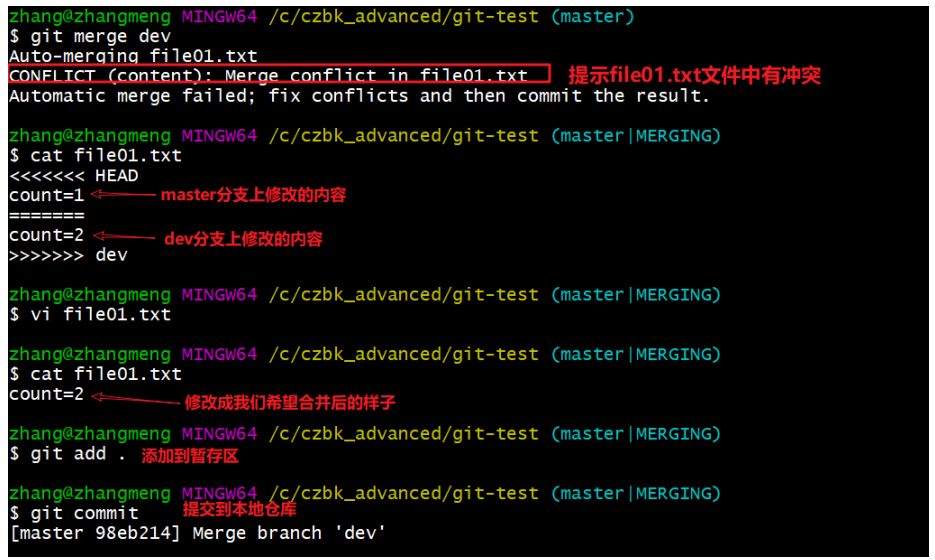 zhang@zhangmeng MINGW64 /c/czbk_advanced/git-test (master)
$ git merge dev
Auto-merging file01.txt
CONFLICT (content): Merge conflict in file01.txt 提示file01.txt文件中有冲突
Automatic merge failed; fix conflicts and then commit the result.
zhang@zhangmeng MINGW64 /c/czbk_advanced/git-test (master|MERGING)
$ cat file01.txt
<<<<<<< HEAD
count=1 master分支上修改的内容
=======
count=2 dev分支上修改的内容
>>>>>>> dev
zhang@zhangmeng MINGW64 /c/czbk_advanced/git-test (master|MERGING)
$ vi file01.txt
zhang@zhangmeng MINGW64 /c/czbk_advanced/git-test (master|MERGING)
$ cat file01.txt
count=2 修改成我们希望合并后的样子
zhang@zhangmeng MINGW64 /c/czbk_advanced/git-test (master|MERGING)
$ git add . 添加到暂存区
zhang@zhangmeng MINGW64 /c/czbk_advanced/git-test (master|MERGING)
$ git commit 提交到本地仓库
[master 98eb214] Merge branch 'dev'